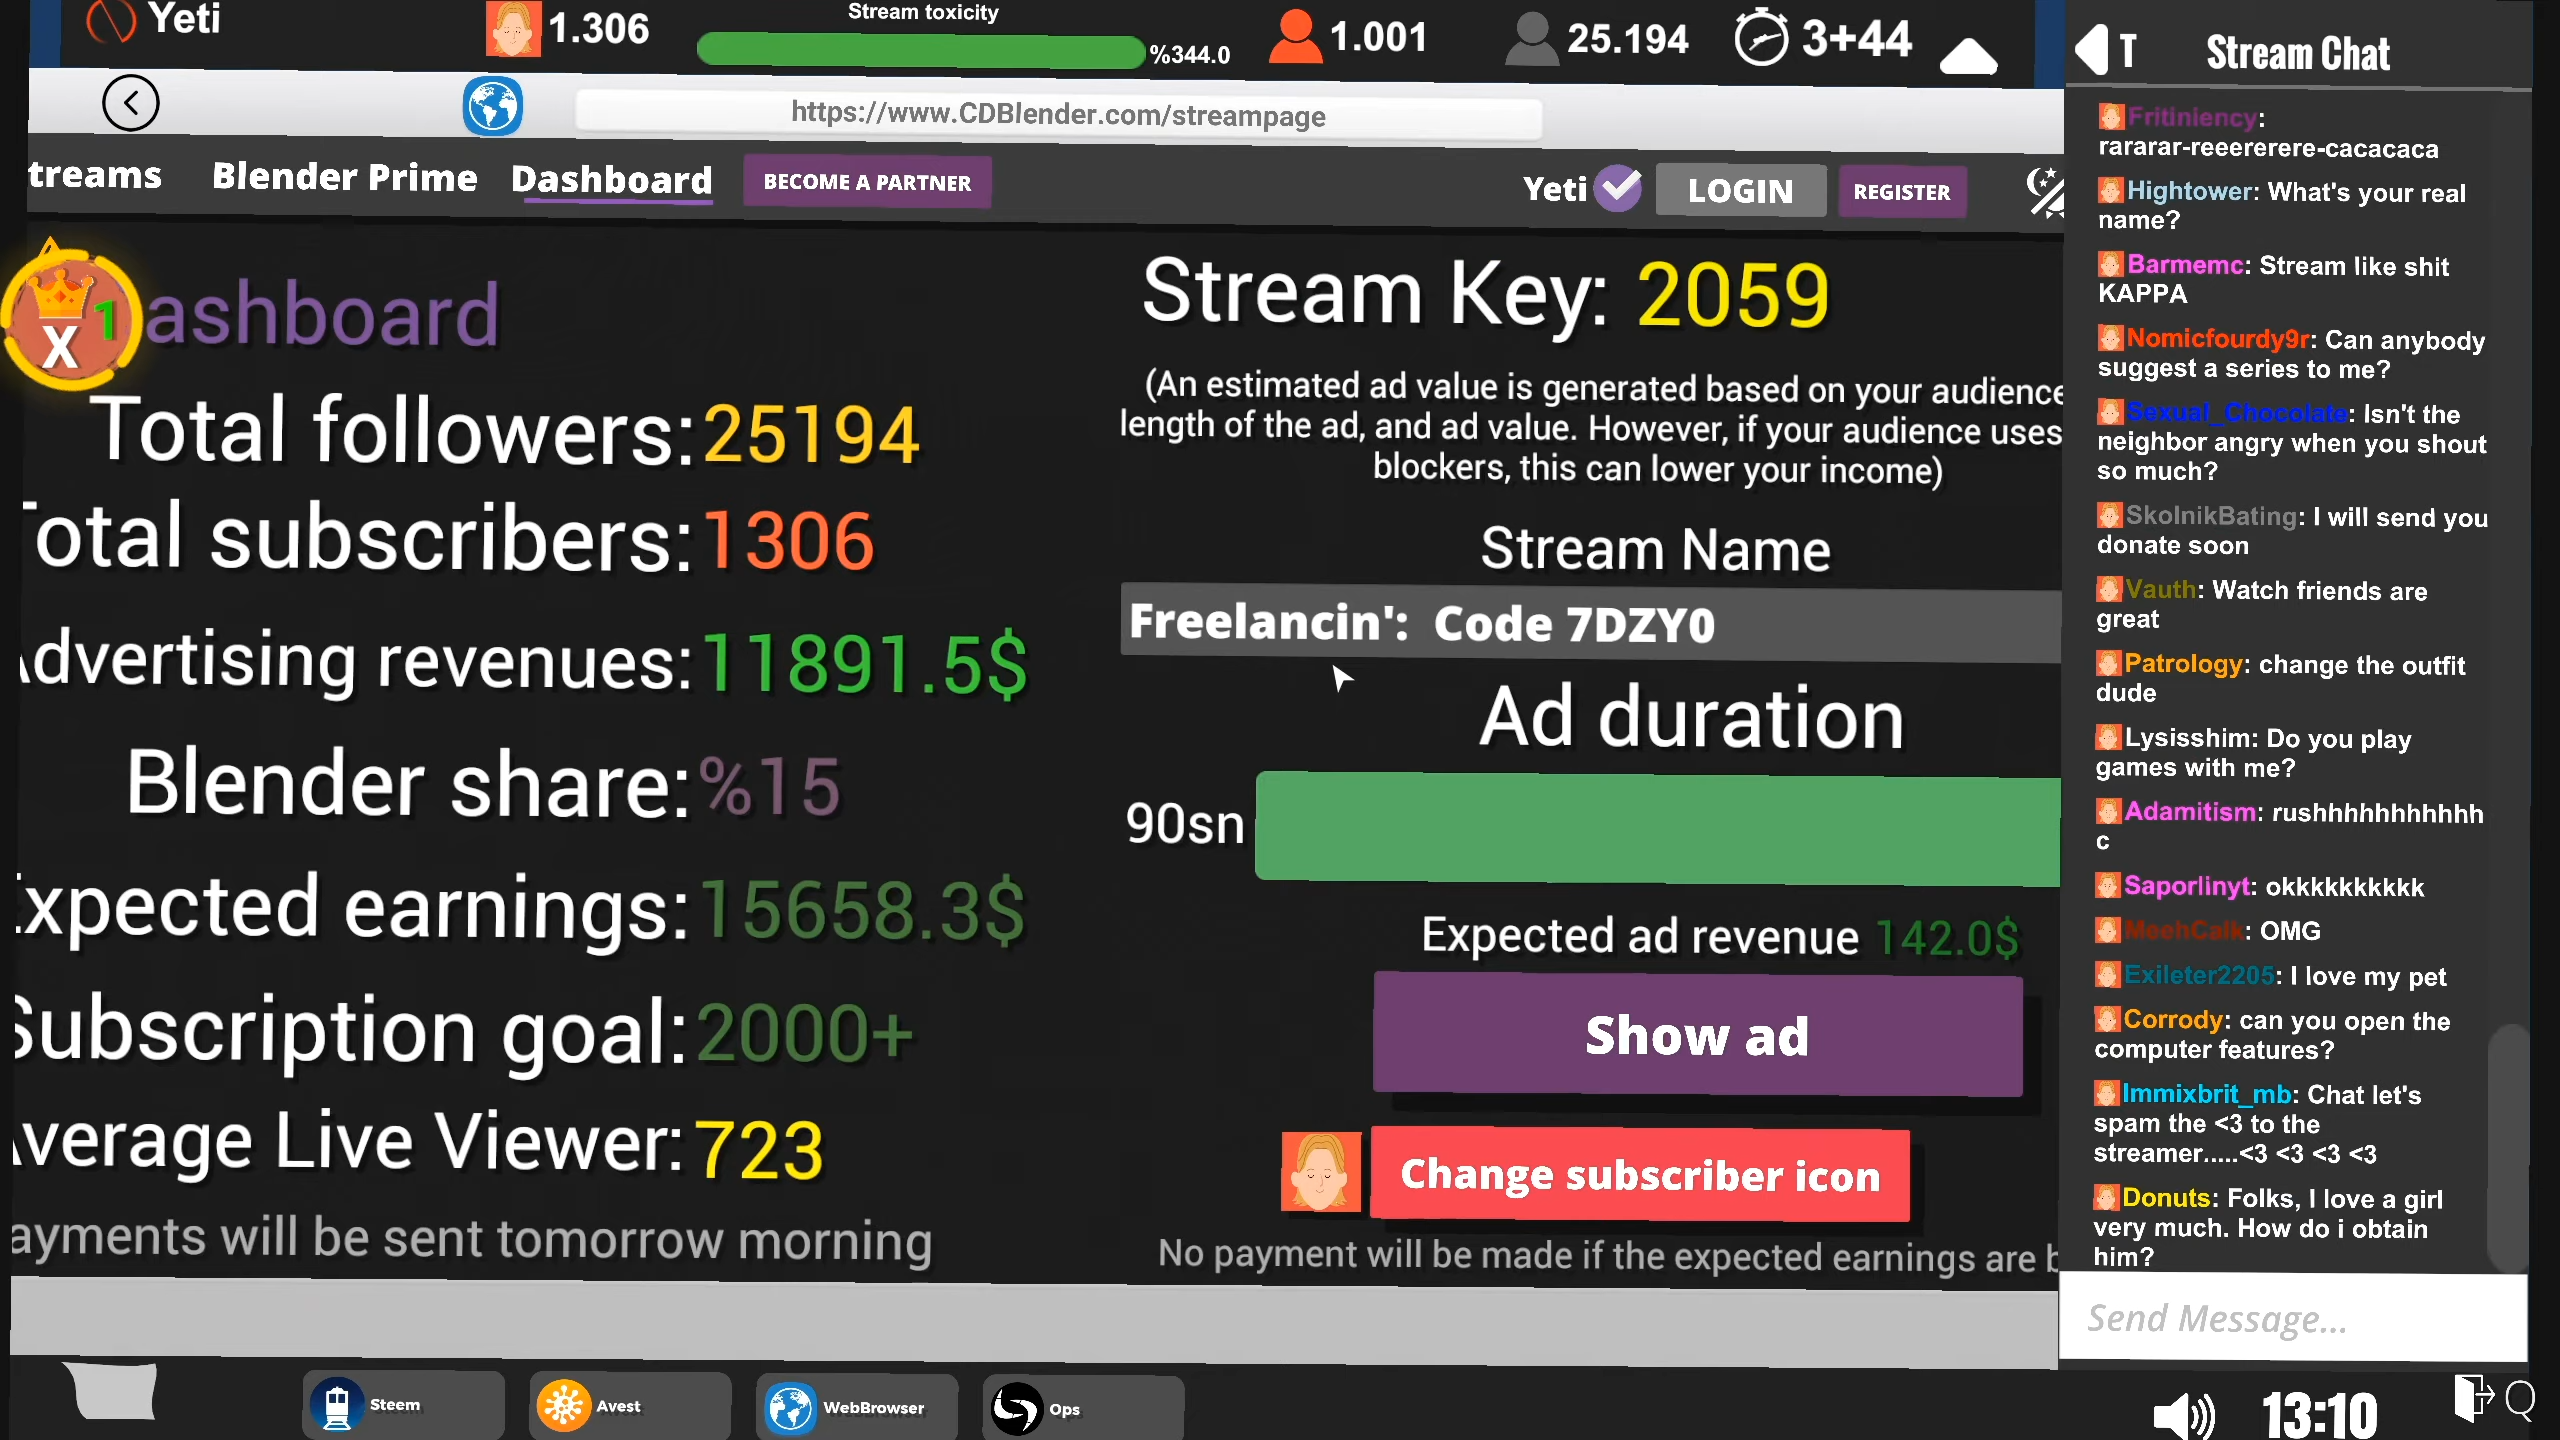 Yeti
1.306
Stream toxicity
%344.0
1.001
25.194
3+44
T
Stream Chat
https://www.CDBlender.com/streampage
treams
Blender Prime
Dashboard
BECOME A PARTNER
Yeti
LOGIN
REGISTER
X 1
ashboard
Total followers: 25194
Total subscribers: 1306
Advertising revenues: 11891.5$
Blender share: %15
Expected earnings: 15658.3$
Subscription goal: 2000+
Average Live Viewer: 723
ayments will be sent tomorrow morning
Stream Key: 2059
(An estimated ad value is generated based on your audience
length of the ad, and ad value. However, if your audience uses
blockers, this can lower your income)
Stream Name
Freelancin': Code 7DZY0
Ad duration
90sn
Expected ad revenue 142.0$
Show ad
Change subscriber icon
No payment will be made if the expected earnings are b
Fritiniency:
rararar-reeererere-cacacaca
Hightower: What's your real
name?
Barmemc: Stream like shit
KAPPA
Nomicfourdy9r: Can anybody
suggest a series to me?
Sexual_Chocolate: Isn't the
neighbor angry when you shout
so much?
SkolnikBating: I will send you
donate soon
Vauth: Watch friends are
great
Patrology: change the outfit
dude
Lysisshim: Do you play
games with me?
Adamitism: rushhhhhhhhhhh
c
Saporlinyt: okkkkkkkkkk
MeehCalk: OMG
Exileter2205: I love my pet
Corrody: can you open the
computer features?
Immixbrit_mb: Chat let's
spam the <3 to the
streamer.....<3 <3 <3 <3
Donuts: Folks, I love a girl
very much. How do i obtain
him?
Send Message...
Steem
Avest
WebBrowser
Ops
13:10
Q